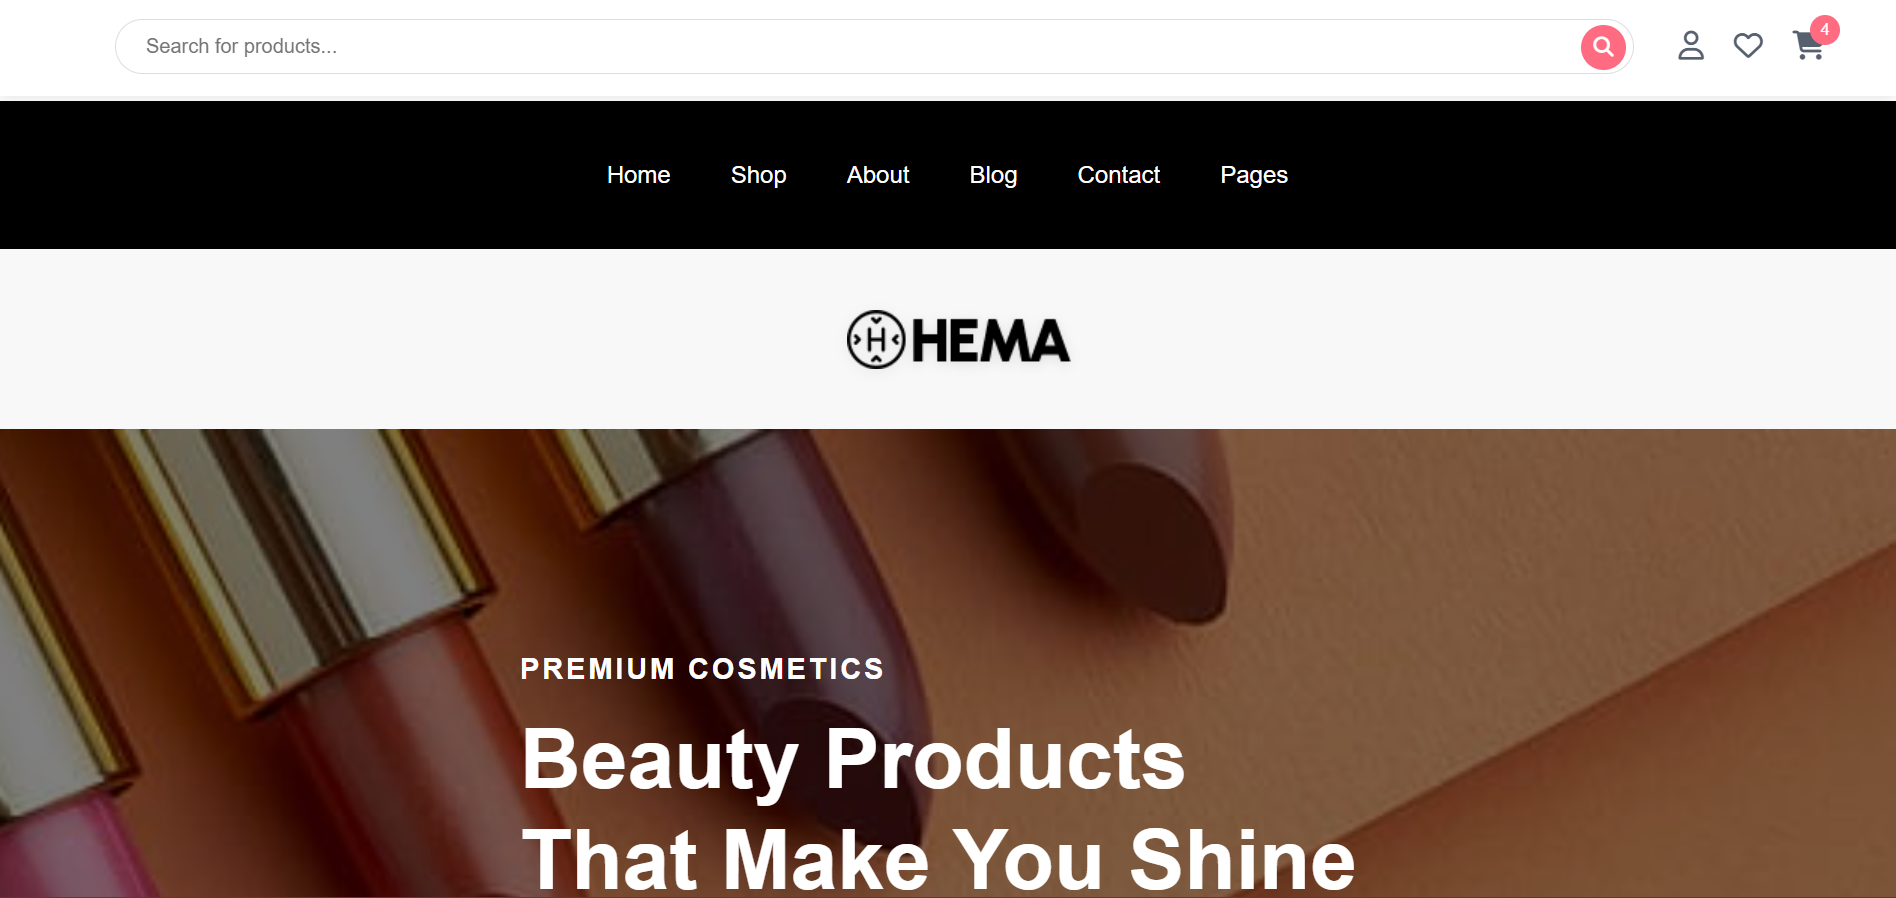 Search for products...
4
Home Shop About Blog Contact Pages
H HEMA
PREMIUM COSMETICS
Beauty Products
That Make You Shine